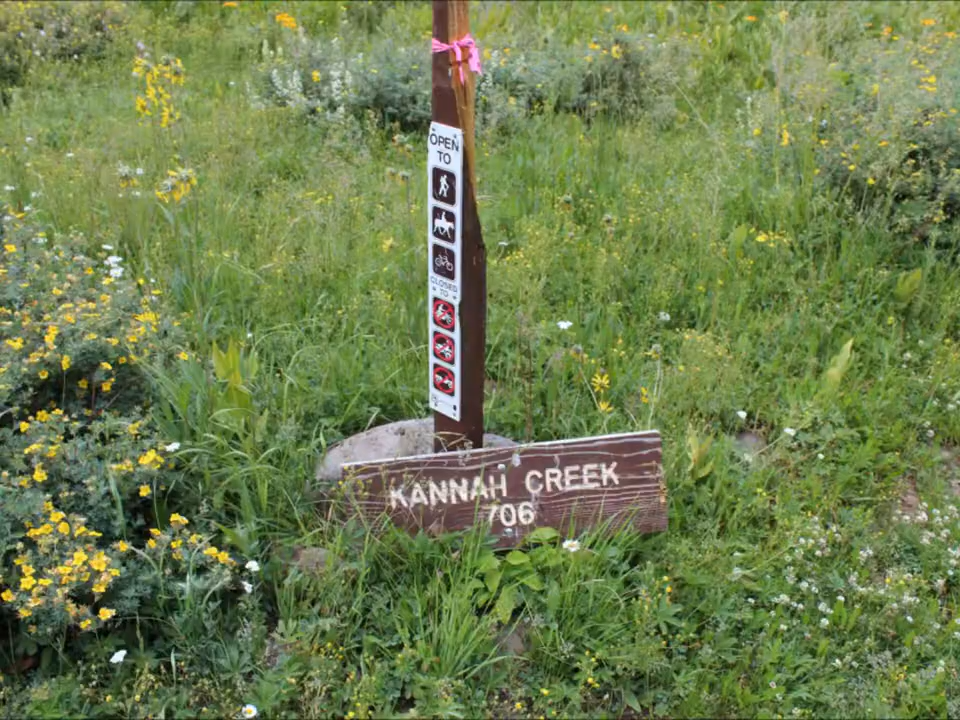 OPEN
TO
CLOSED
TO
KANNAH CREEK
706